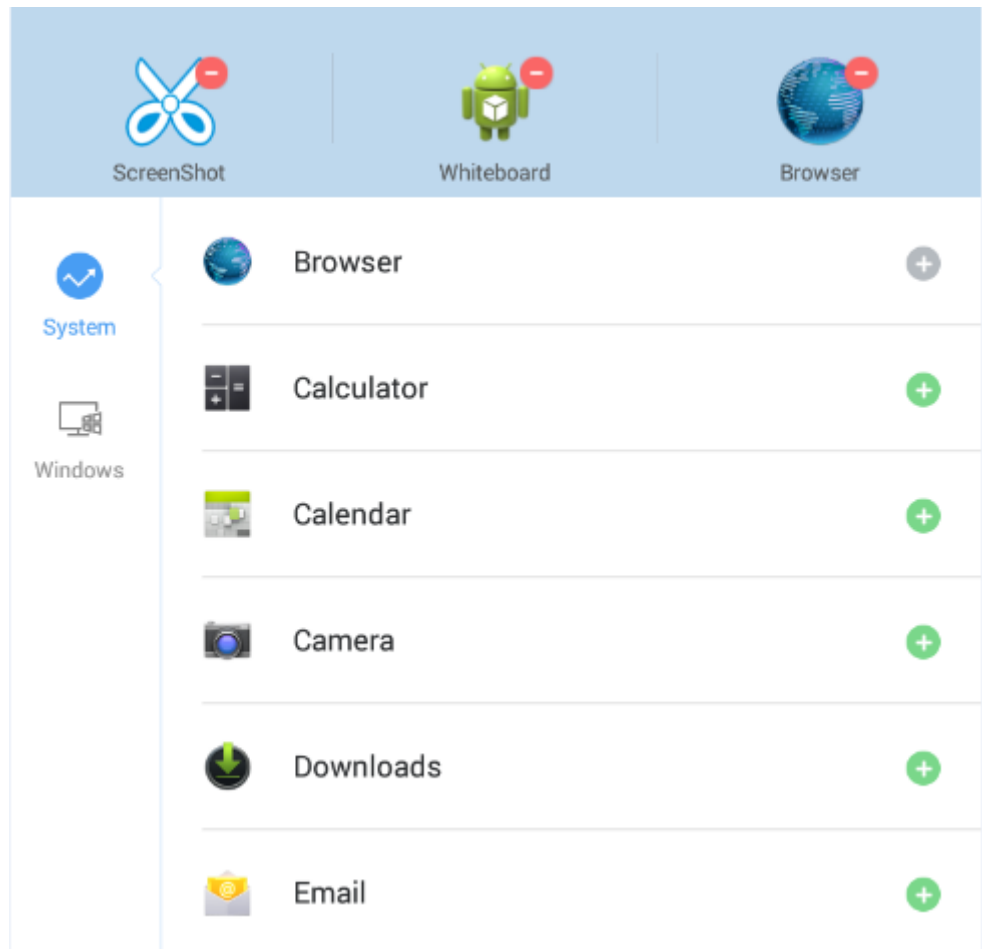 ScreenShot
Whiteboard
Browser
System
Windows
Browser
Calculator
Calendar
Camera
Downloads
Email